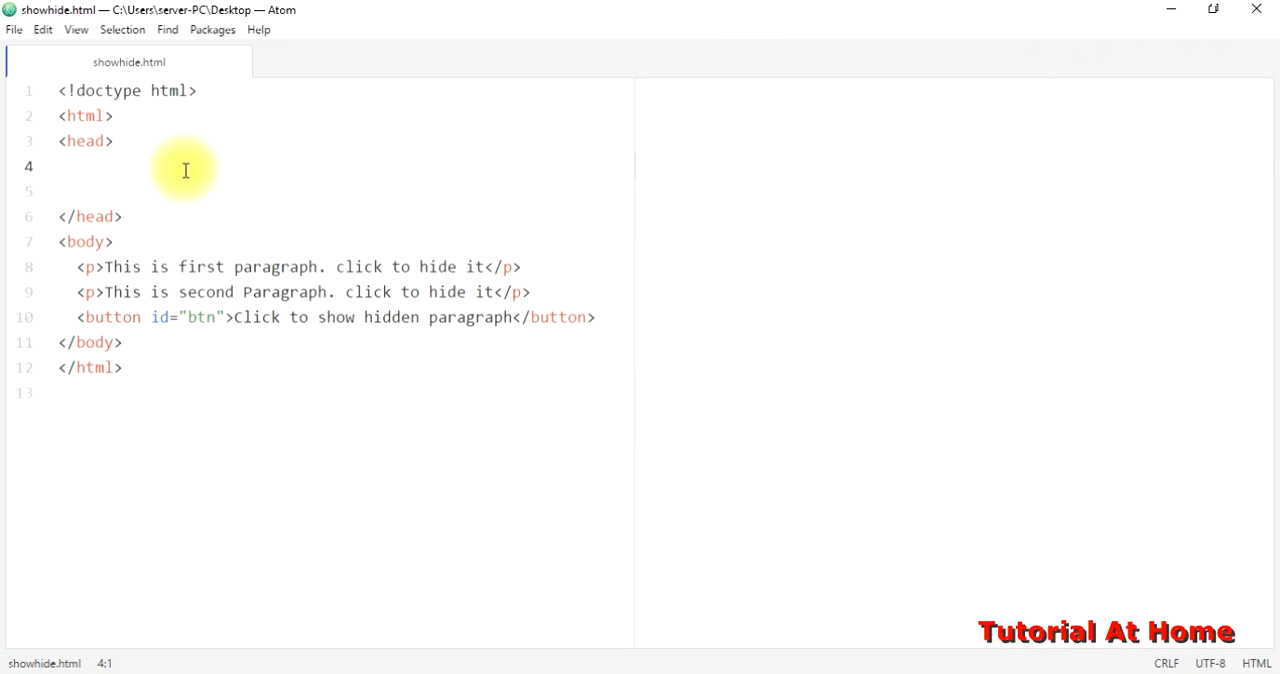 showhide.html — C:\Users\server-PC\Desktop — Atom
File Edit View Selection Find Packages Help
showhide.html
1 <!doctype html>
2 <html>
3 <head>
4
5
6 </head>
7 <body>
8 <p>This is first paragraph. click to hide it</p>
9 <p>This is second Paragraph. click to hide it</p>
10 <button id="btn">Click to show hidden paragraph</button>
11 </body>
12 </html>
13
Tutorial At Home
showhide.html 4:1 CRLF UTF-8 HTML